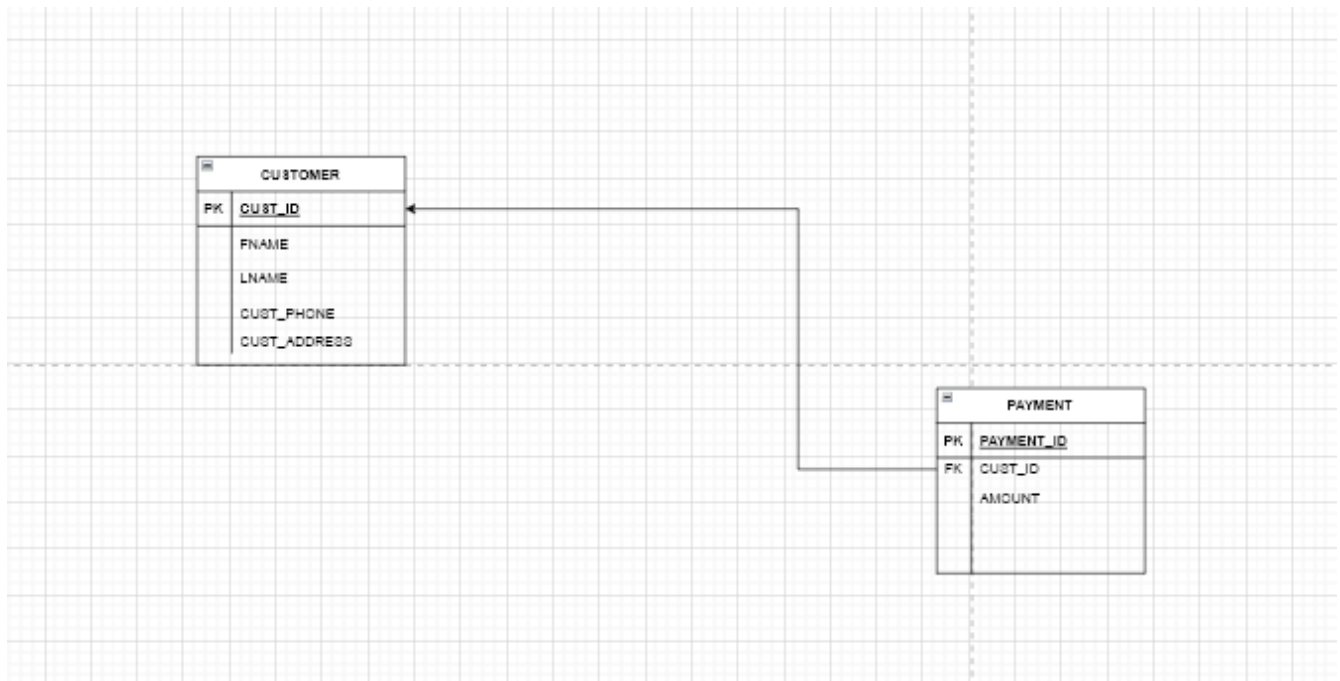 CUSTOMER
PK CUST_ID
FNAME
LNAME
CUST_PHONE
CUST_ADDRESS
PAYMENT
PK PAYMENT_ID
FK CUST_ID
AMOUNT